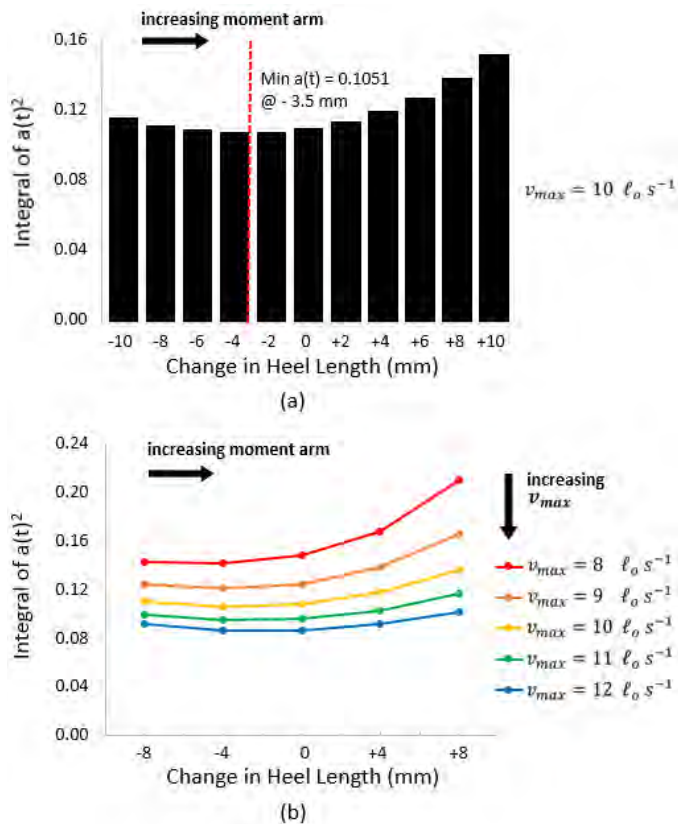 increasing moment arm
0.16
0.12
0.08
0.04
0.00
Integral of a(t)²
Min a(t) = 0.1051
@ - 3.5 mm
v_max = 10 ℓ_o s⁻¹
-10 -8 -6 -4 -2 0 +2 +4 +6 +8 +10
Change in Heel Length (mm)
(a)
increasing moment arm
0.24
0.20
0.16
0.12
0.08
0.04
0.00
Integral of a(t)²
increasing
v_max
v_max = 8 ℓ_o s⁻¹
v_max = 9 ℓ_o s⁻¹
v_max = 10 ℓ_o s⁻¹
v_max = 11 ℓ_o s⁻¹
v_max = 12 ℓ_o s⁻¹
-8 -4 0 +4 +8
Change in Heel Length (mm)
(b)